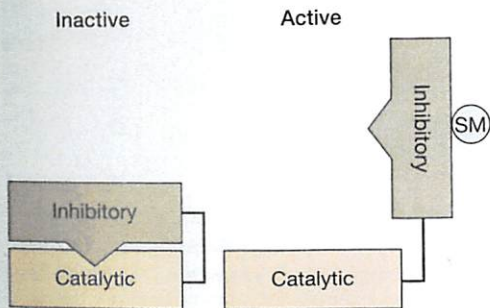 Inactive
Active
Inhibitory
SM
Inhibitory
Catalytic
Catalytic